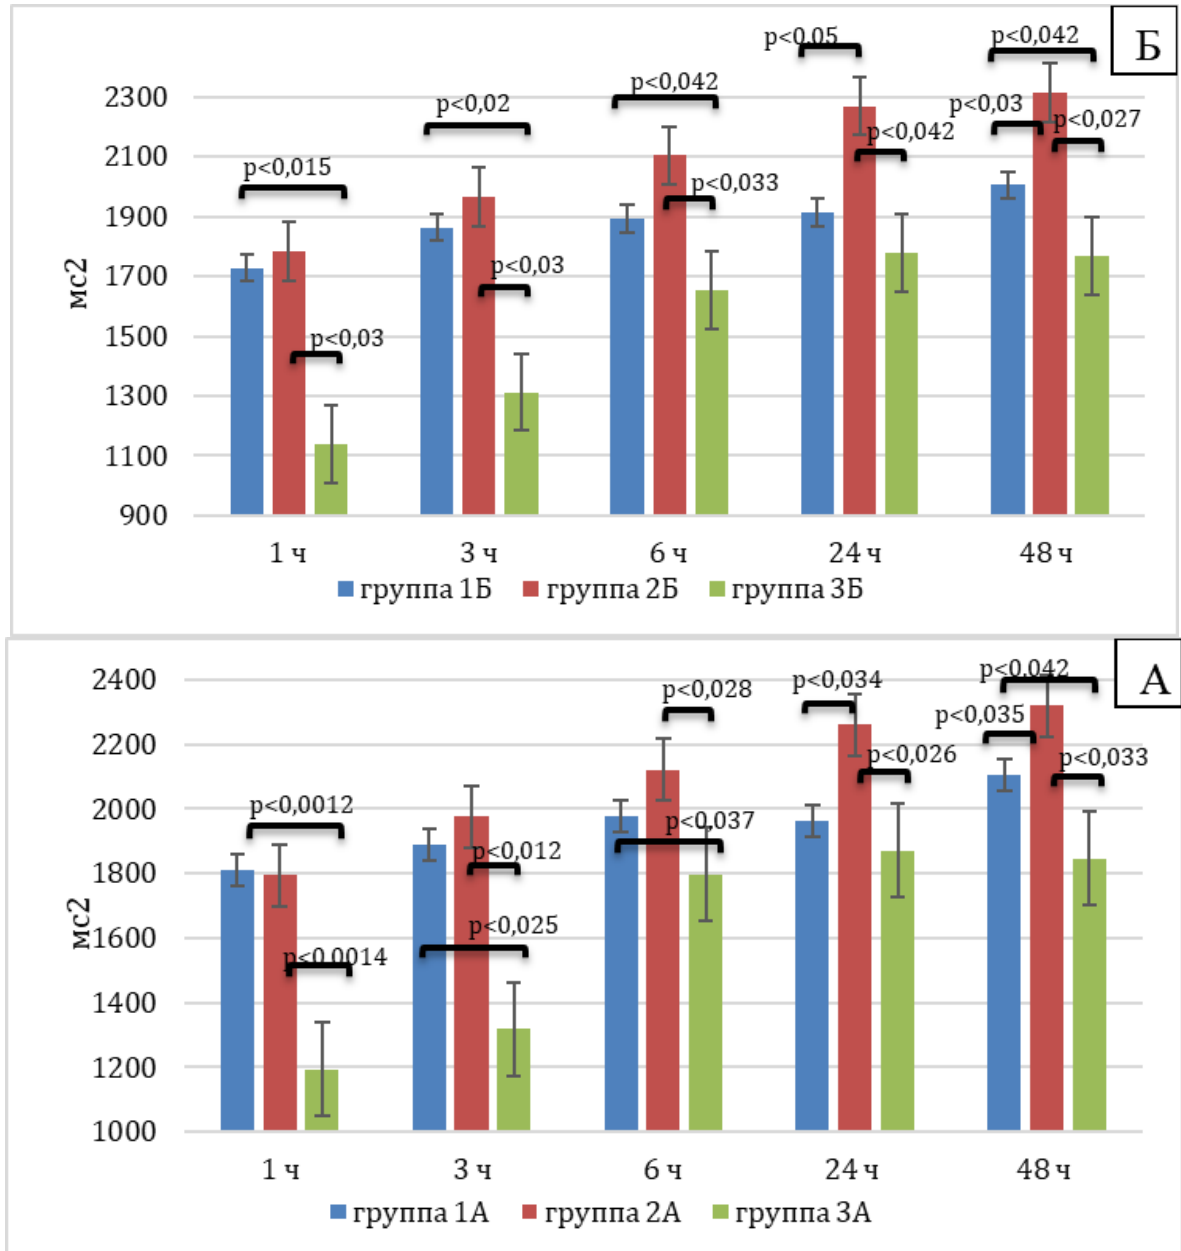 Б
p<0,05
p<0,042
2300
p<0,02
p<0,042
p<0,03
p<0,027
p<0,042
2100
p<0,015
p<0,033
1900
мс2
1700
p<0,03
1500
p<0,03
1300
1100
900
1 ч 3 ч 6 ч 24 ч 48 ч
группа 1Б группа 2Б группа 3Б
А
2400
p<0,042
p<0,028
p<0,034
p<0,035
2200
p<0,026
p<0,033
p<0,0012
2000
p<0,037
p<0,012
1800
мс2
p<0,025
1600
p<0,0014
1400
1200
1000
1 ч 3 ч 6 ч 24 ч 48 ч
группа 1А группа 2А группа 3А